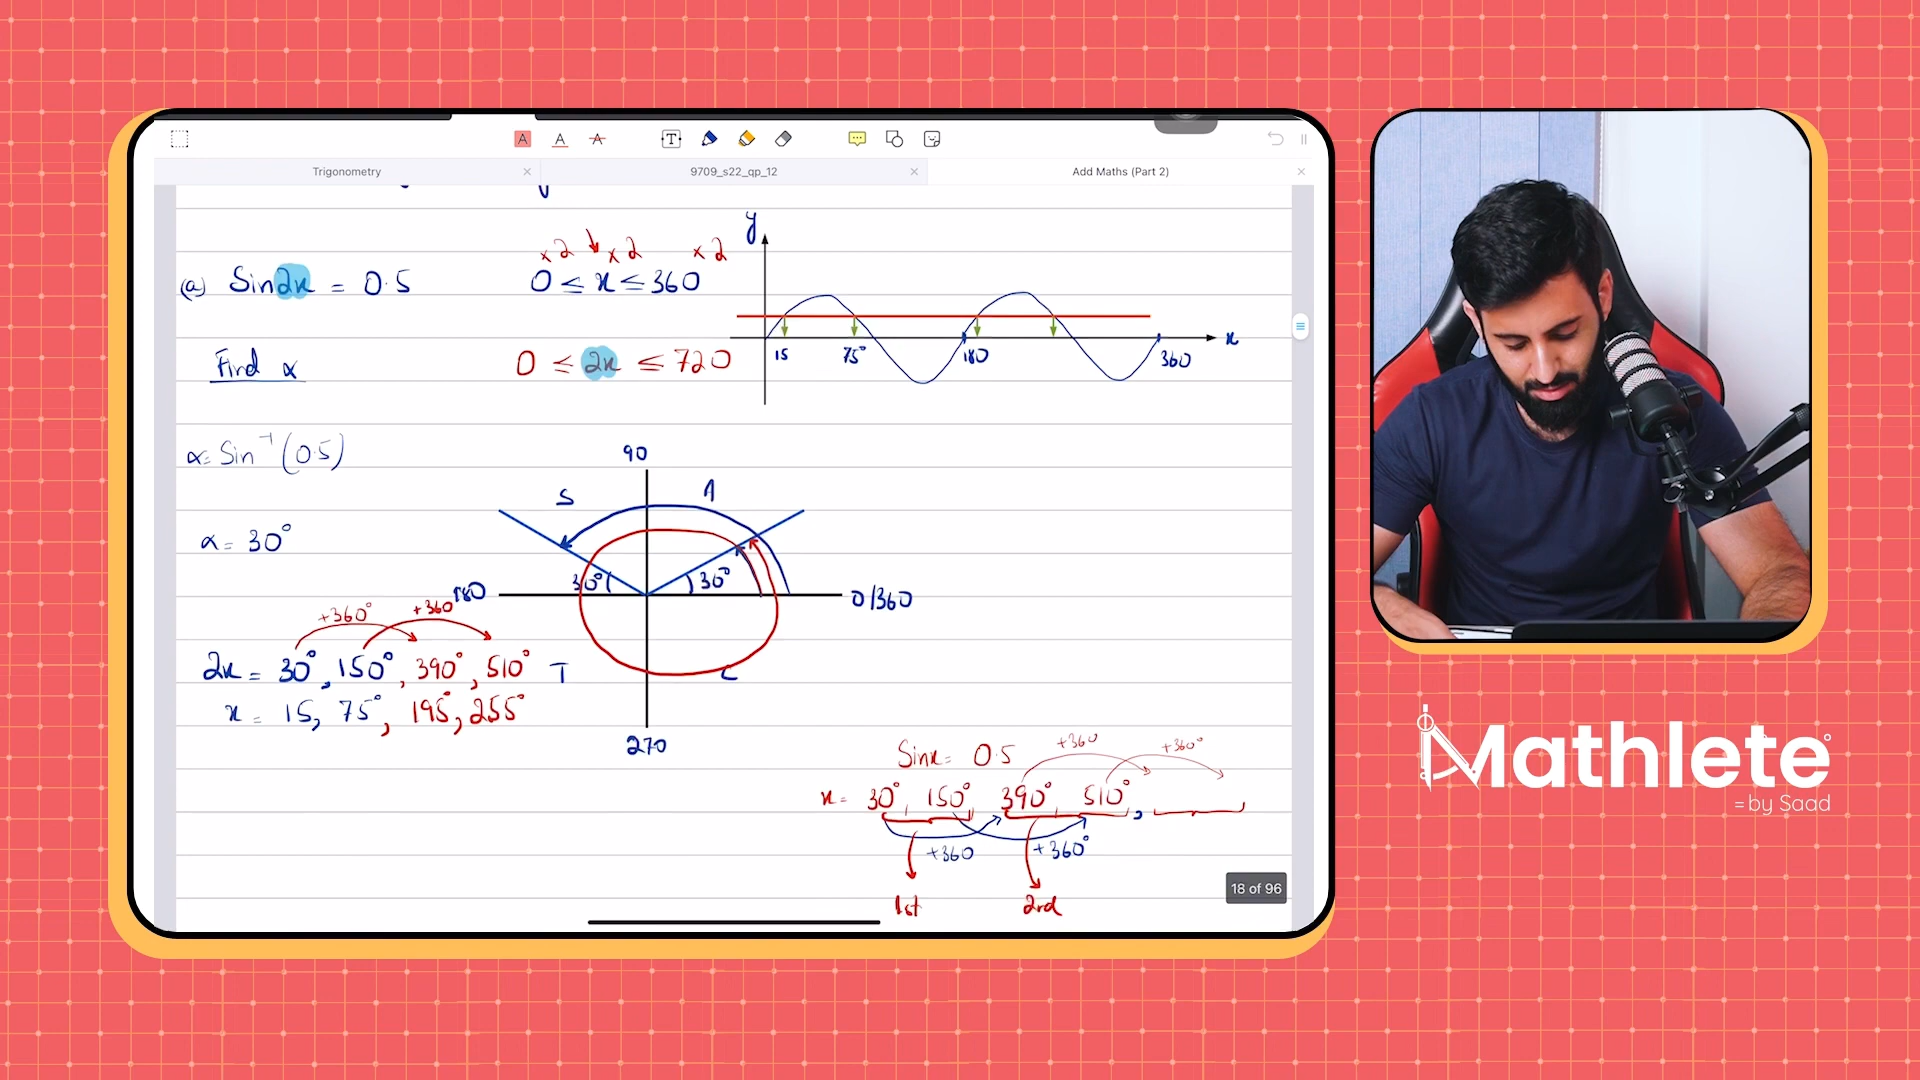 Trigonometry
9709_s22_qp_12
Add Maths (Part 2)
×2 ×2 ×2
(a) Sin2x = 0.5
0 ≤ x ≤ 360
y
15 75° 180 360 x
Find α
0 ≤ 2x ≤ 720
α = Sin⁻¹(0.5)
90
S A
α = 30°
30° 30°
180 0/360
+360° +360°
2x = 30°, 150°, 390°, 510°
T C
x = 15, 75°, 195°, 255°
270
Sinx = 0.5
+360 +360°
x = 30°, 150°, 390°, 510°,
+360 +360°
1st 2nd
18 of 96
Mathlete
= by Saad